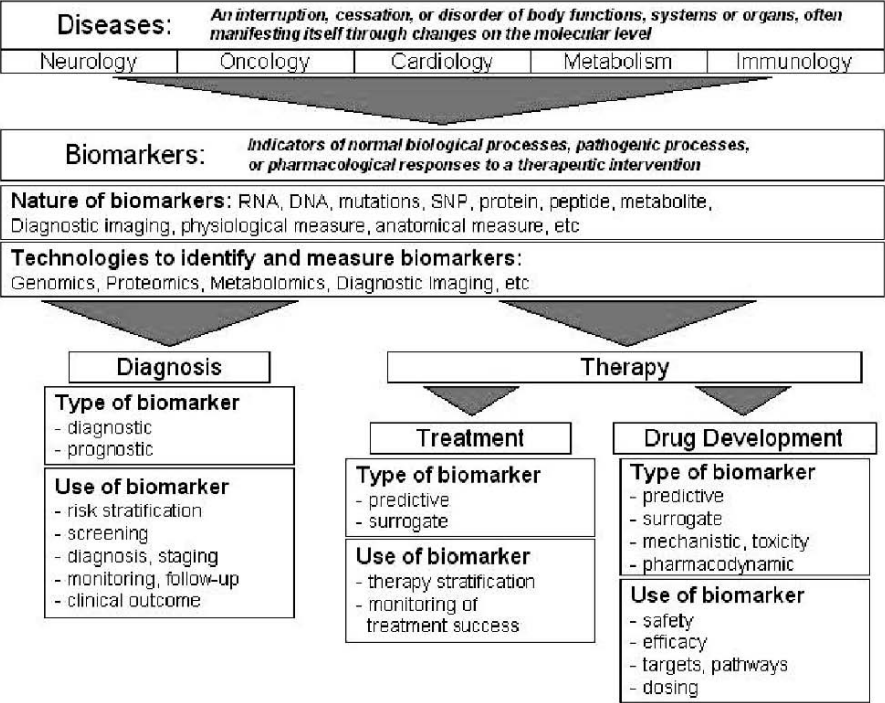 Diseases: An interruption, cessation, or disorder of body functions, systems or organs, often
manifesting itself through changes on the molecular level
Neurology Oncology Cardiology Metabolism Immunology
Biomarkers: Indicators of normal biological processes, pathogenic processes,
or pharmacological responses to a therapeutic intervention
Nature of biomarkers: RNA, DNA, mutations, SNP, protein, peptide, metabolite,
Diagnostic imaging, physiological measure, anatomical measure, etc
Technologies to identify and measure biomarkers:
Genomics, Proteomics, Metabolomics, Diagnostic Imaging, etc
Diagnosis
Type of biomarker
- diagnostic
- prognostic
Use of biomarker
- risk stratification
- screening
- diagnosis, staging
- monitoring, follow-up
- clinical outcome
Therapy
Treatment
Type of biomarker
- predictive
- surrogate
Use of biomarker
- therapy stratification
- monitoring of
treatment success
Drug Development
Type of biomarker
- predictive
- surrogate
- mechanistic, toxicity
- pharmacodynamic
Use of biomarker
- safety
- efficacy
- targets, pathways
- dosing